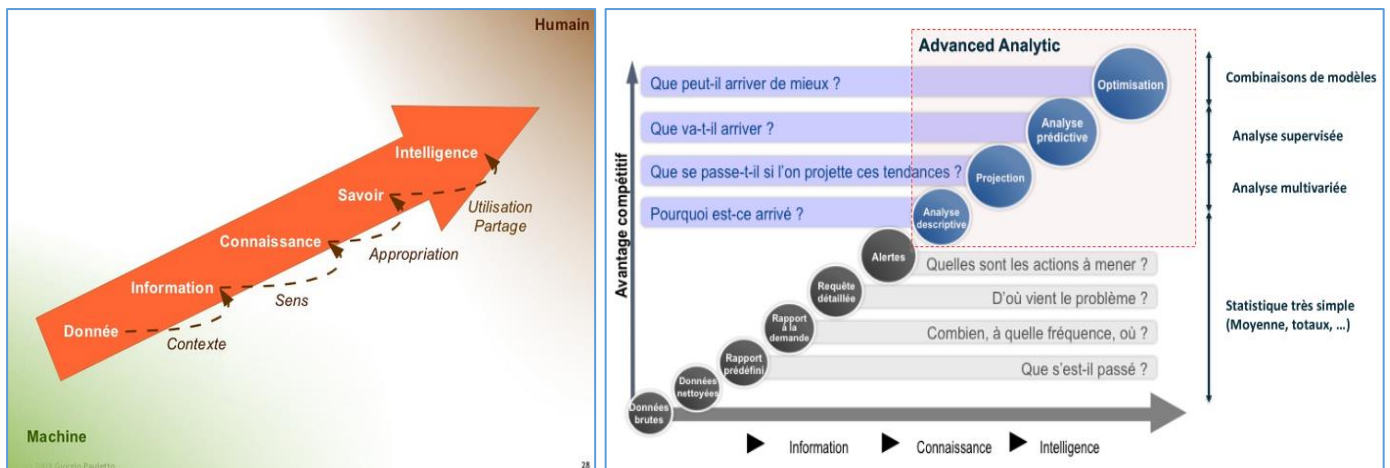 Humain
Intelligence
Savoir
Utilisation
Partage
Connaissance
Appropriation
Information
Sens
Donnée
Contexte
Machine
Giorgio Pauletto
28
Advanced Analytic
Avantage compétitif
Que peut-il arriver de mieux ?
Optimisation
Combinaisons de modèles
Que va-t-il arriver ?
Analyse
prédictive
Analyse supervisée
Que se passe-t-il si l'on projette ces tendances ?
Projection
Analyse multivariée
Pourquoi est-ce arrivé ?
Analyse
descriptive
Alertes
Quelles sont les actions à mener ?
Requête
détaillée
D'où vient le problème ?
Statistique très simple
(Moyenne, totaux, ...)
Rapport
à la
demande
Combien, à quelle fréquence, où ?
Rapport
prédéfini
Que s'est-il passé ?
Données
nettoyées
Données
brutes
Information
Connaissance
Intelligence